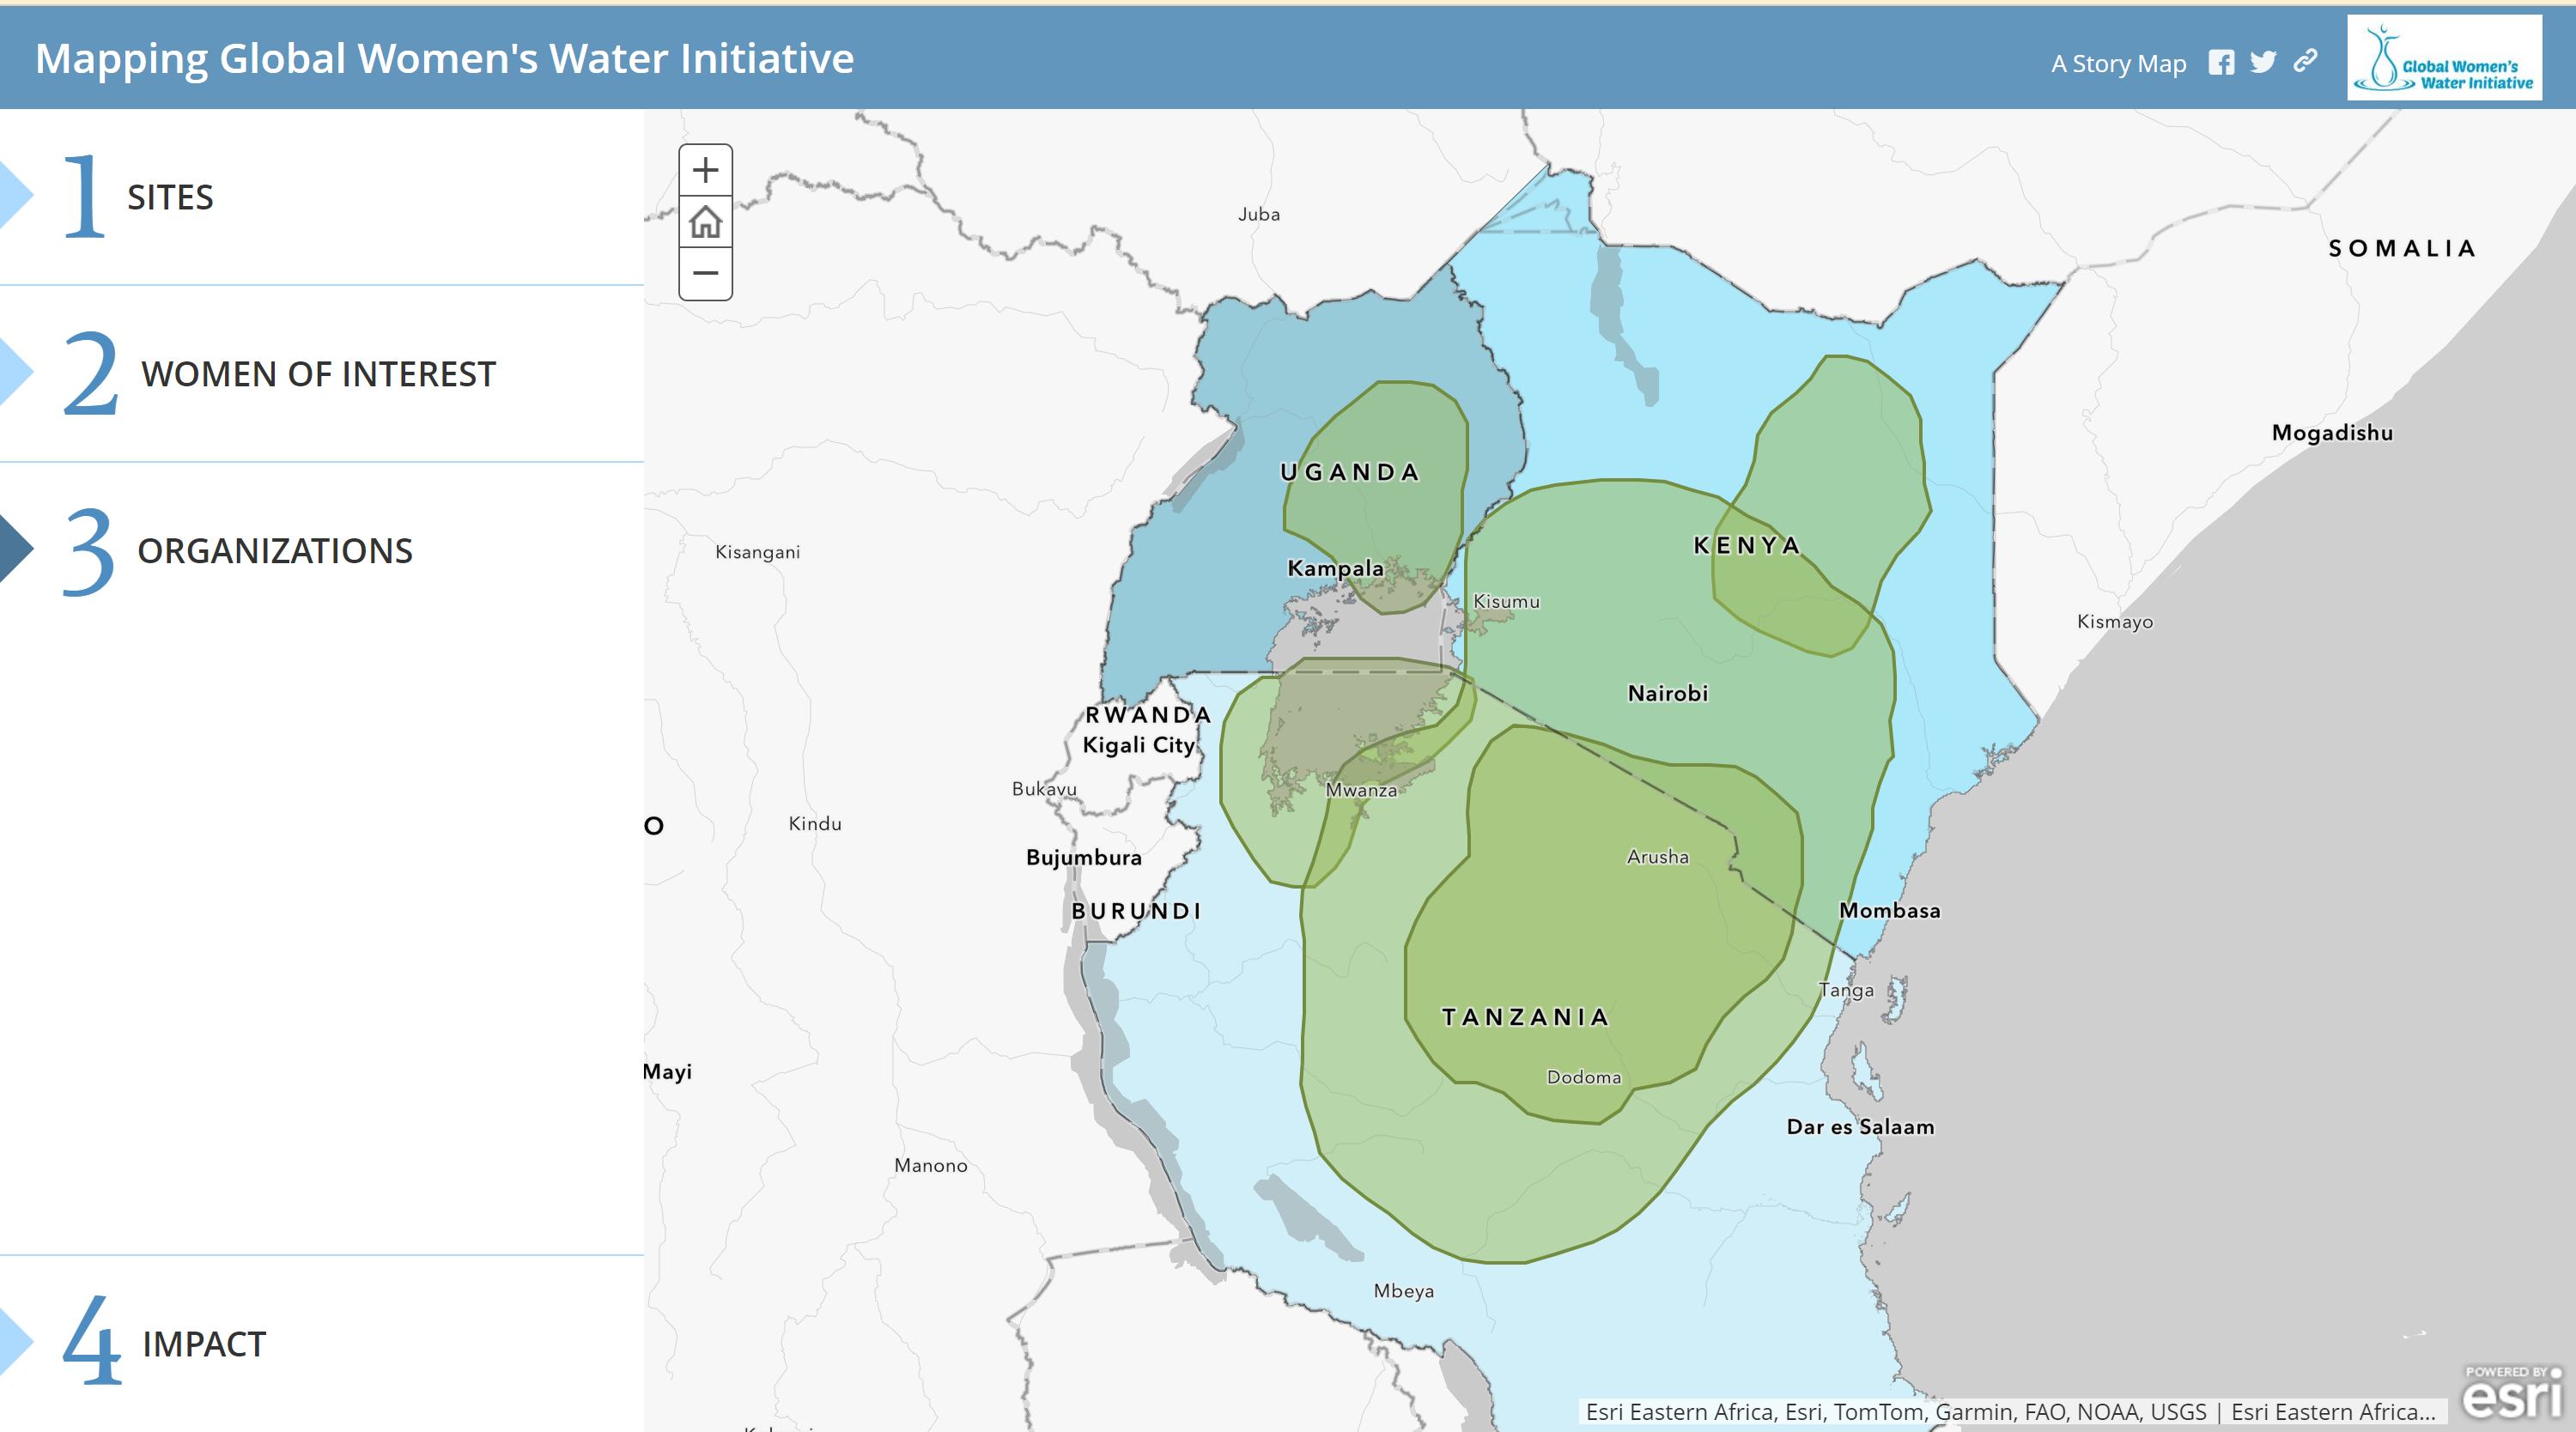 Mapping Global Women's Water Initiative
A Story Map
Global Women's
Water Initiative
1 SITES
2 WOMEN OF INTEREST
3 ORGANIZATIONS
4 IMPACT
+
−
Juba
SOMALIA
Mogadishu
UGANDA
KENYA
Kisangani
Kampala
Kisumu
Kismayo
Nairobi
RWANDA
Kigali City
Bukavu
Mwanza
O
Kindu
Bujumbura
Arusha
BURUNDI
Mombasa
Tanga
TANZANIA
Mayi
Dodoma
Dar es Salaam
Manono
Mbeya
Esri Eastern Africa, Esri, TomTom, Garmin, FAO, NOAA, USGS | Esri Eastern Africa...
POWERED BY
esri